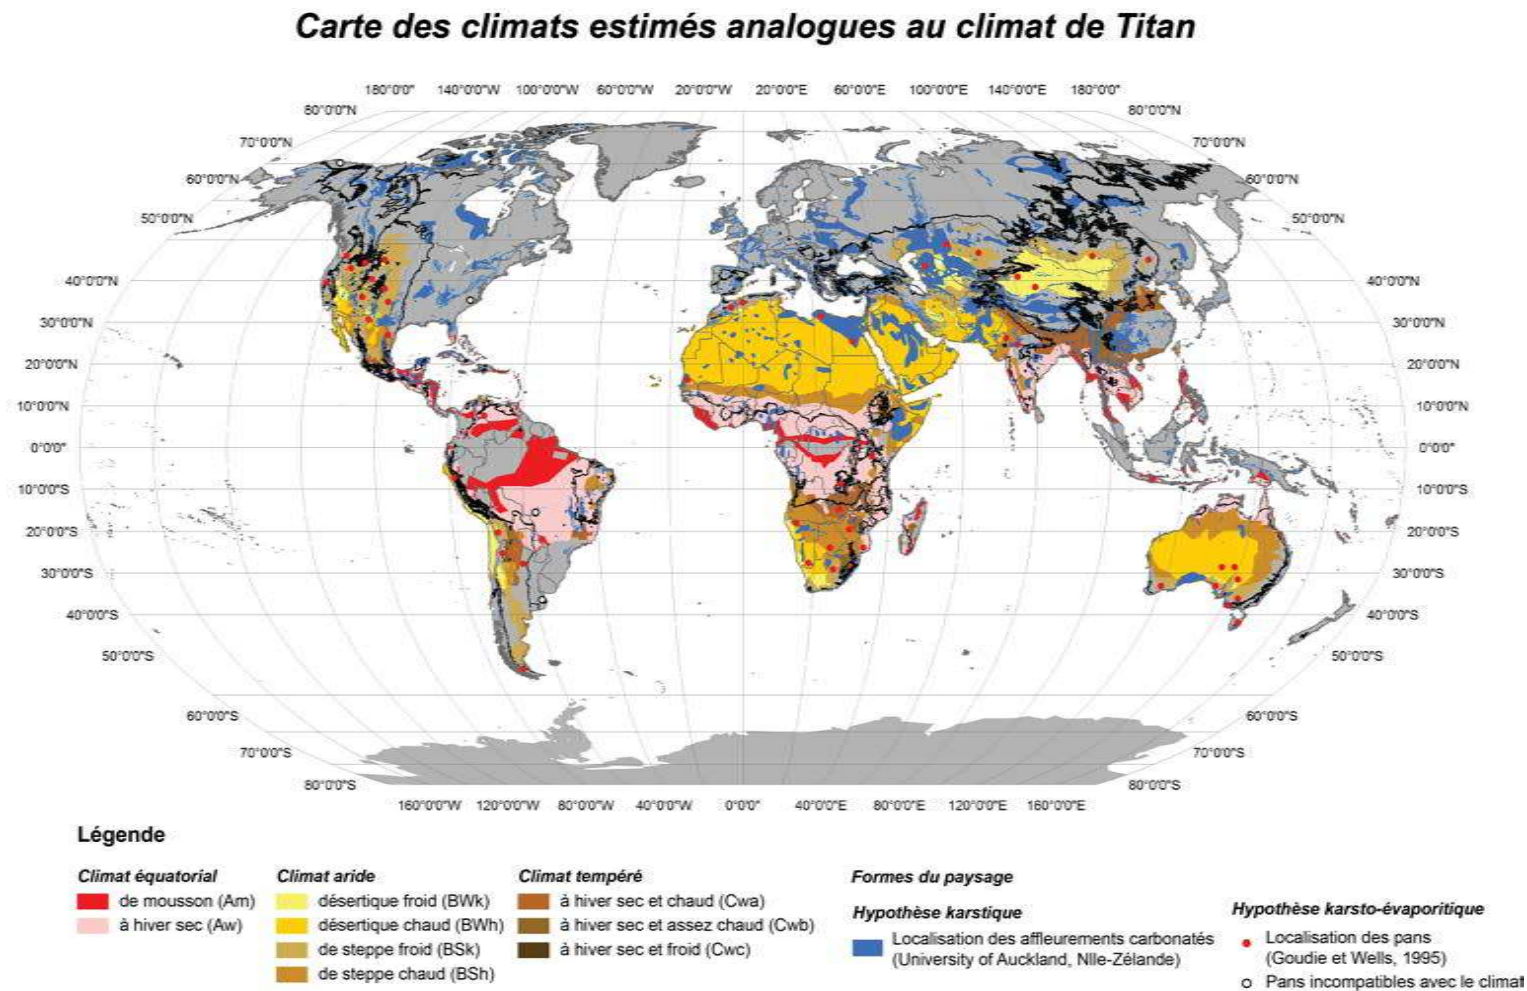 Carte des climats estimés analogues au climat de Titan
180°0'0" 140°0'0"W 100°0'0"W 60°0'0"W 20°0'0"W 20°0'0"E 60°0'0"E 100°0'0"E 140°0'0"E 180°0'0"
80°0'0"N 80°0'0"N
70°0'0"N 70°0'0"N
60°0'0"N 60°0'0"N
50°0'0"N 50°0'0"N
40°0'0"N 40°0'0"N
30°0'0"N 30°0'0"N
20°0'0"N 20°0'0"N
10°0'0"N 10°0'0"N
0°0'0" 0°0'0"
10°0'0"S 10°0'0"S
20°0'0"S 20°0'0"S
30°0'0"S 30°0'0"S
40°0'0"S 40°0'0"S
50°0'0"S 50°0'0"S
60°0'0"S 60°0'0"S
70°0'0"S 70°0'0"S
80°0'0"S 80°0'0"S
160°0'0"W 120°0'0"W 80°0'0"W 40°0'0"W 0°0'0" 40°0'0"E 80°0'0"E 120°0'0"E 160°0'0"E
Légende
Climat équatorial
de mousson (Am)
à hiver sec (Aw)
Climat aride
désertique froid (BWk)
désertique chaud (BWh)
de steppe froid (BSk)
de steppe chaud (BSh)
Climat tempéré
à hiver sec et chaud (Cwa)
à hiver sec et assez chaud (Cwb)
à hiver sec et froid (Cwc)
Formes du paysage
Hypothèse karstique
Localisation des affleurements carbonatés
(University of Auckland, Nlle-Zélande)
Hypothèse karsto-évaporitique
Localisation des pans
(Goudie et Wells, 1995)
Pans incompatibles avec le climat